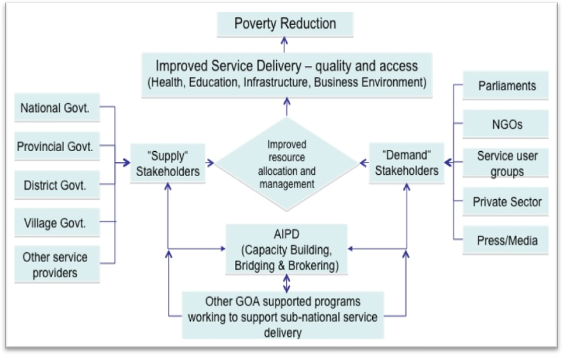 Poverty Reduction
Improved Service Delivery – quality and access
(Health, Education, Infrastructure, Business Environment)
National Govt.
Provincial Govt.
District Govt.
Village Govt.
Other service
providers
"Supply"
Stakeholders
Improved
resource
allocation and
management
"Demand"
Stakeholders
Parliaments
NGOs
Service user
groups
Private Sector
Press/Media
AIPD
(Capacity Building,
Bridging & Brokering)
Other GOA supported programs
working to support sub-national service
delivery